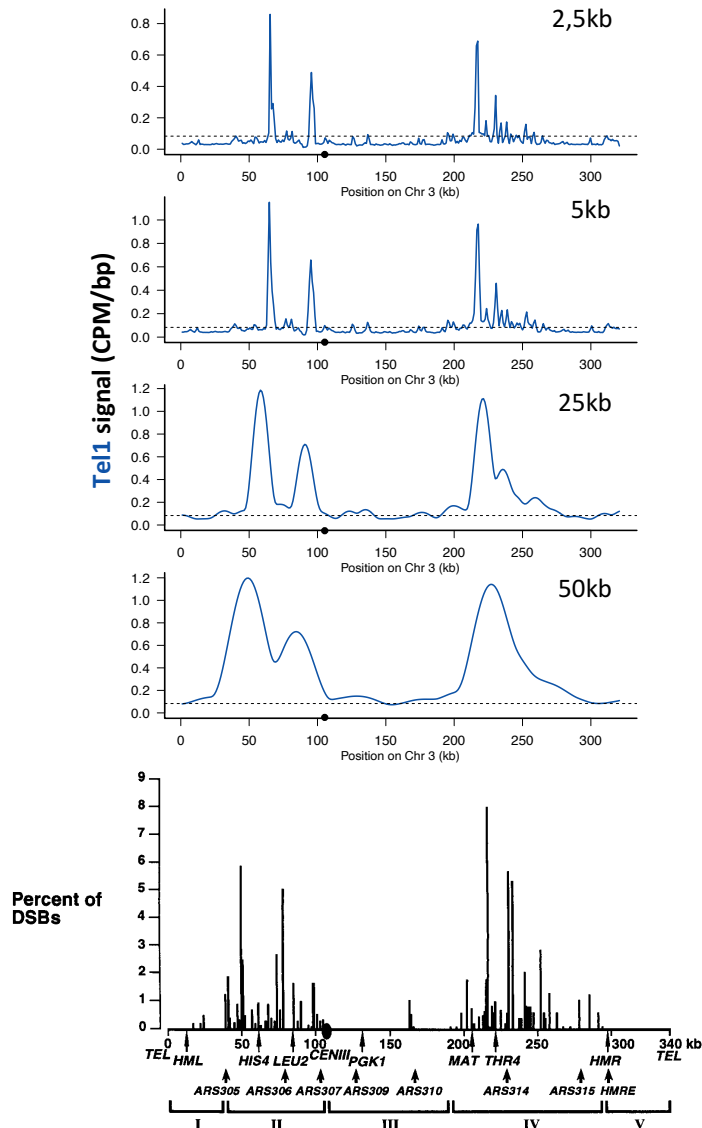 Tel1 signal (CPM/bp)
2,5kb
0.8
0.6
0.4
0.2
0.0
0 50 100 150 200 250 300
Position on Chr 3 (kb)
5kb
1.0
0.8
0.6
0.4
0.2
0.0
0 50 100 150 200 250 300
Position on Chr 3 (kb)
25kb
1.2
1.0
0.8
0.6
0.4
0.2
0.0
0 50 100 150 200 250 300
Position on Chr 3 (kb)
50kb
1.2
1.0
0.8
0.6
0.4
0.2
0.0
0 50 100 150 200 250 300
Position on Chr 3 (kb)
Percent of
DSBs
9
8
7
6
5
4
3
2
1
0
0 100 200 300 340 kb
TEL HML HIS4 LEU2 CENIII PGK1 MAT THR4 HMR TEL
ARS305 ARS306 ARS307 ARS309 ARS310 ARS314 ARS315 HMRE
I II III IV V